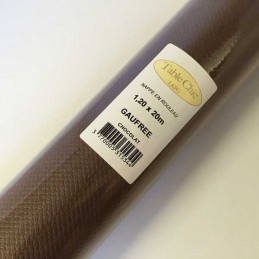 Table Chic
NAPPE EN ROULEAU
1,20 x 20m
GAUFREE
CHOCOLAT